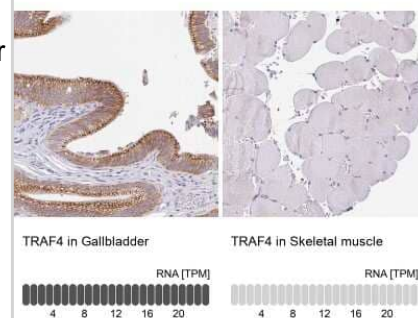 r
TRAF4 in Gallbladder
TRAF4 in Skeletal muscle
RNA [TPM]
RNA [TPM]
4 8 12 16 20
4 8 12 16 20